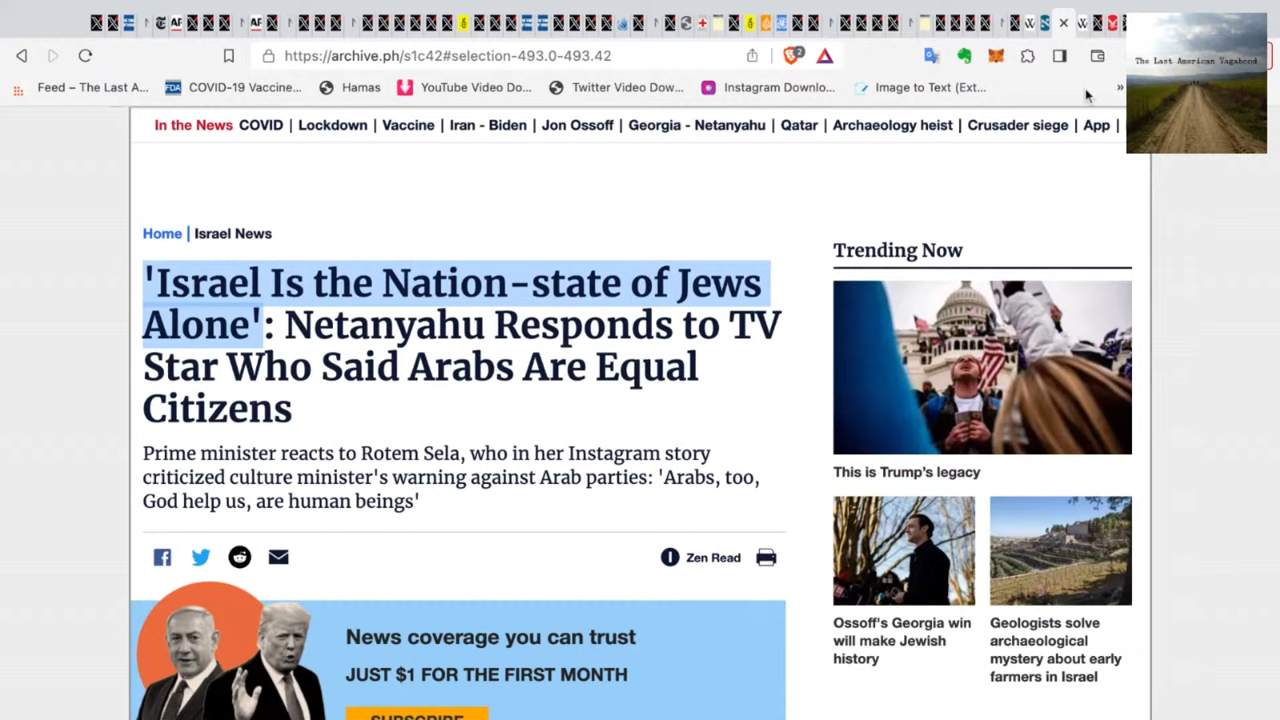 https://archive.ph/s1c42#selection-493.0-493.42
2
Feed – The Last A...
FDA
COVID-19 Vaccine...
Hamas
YouTube Video Do...
Twitter Video Dow...
Instagram Downlo...
Image to Text (Ext...
»
The Last American Vagabond
In the News COVID | Lockdown | Vaccine | Iran - Biden | Jon Ossoff | Georgia - Netanyahu | Qatar | Archaeology heist | Crusader siege | App |
Home | Israel News
'Israel Is the Nation-state of Jews
Alone': Netanyahu Responds to TV
Star Who Said Arabs Are Equal
Citizens
Prime minister reacts to Rotem Sela, who in her Instagram story
criticized culture minister's warning against Arab parties: 'Arabs, too,
God help us, are human beings'
Zen Read
News coverage you can trust
JUST $1 FOR THE FIRST MONTH
SUBSCRIBE
Trending Now
This is Trump's legacy
Ossoff's Georgia win
will make Jewish
history
Geologists solve
archaeological
mystery about early
farmers in Israel